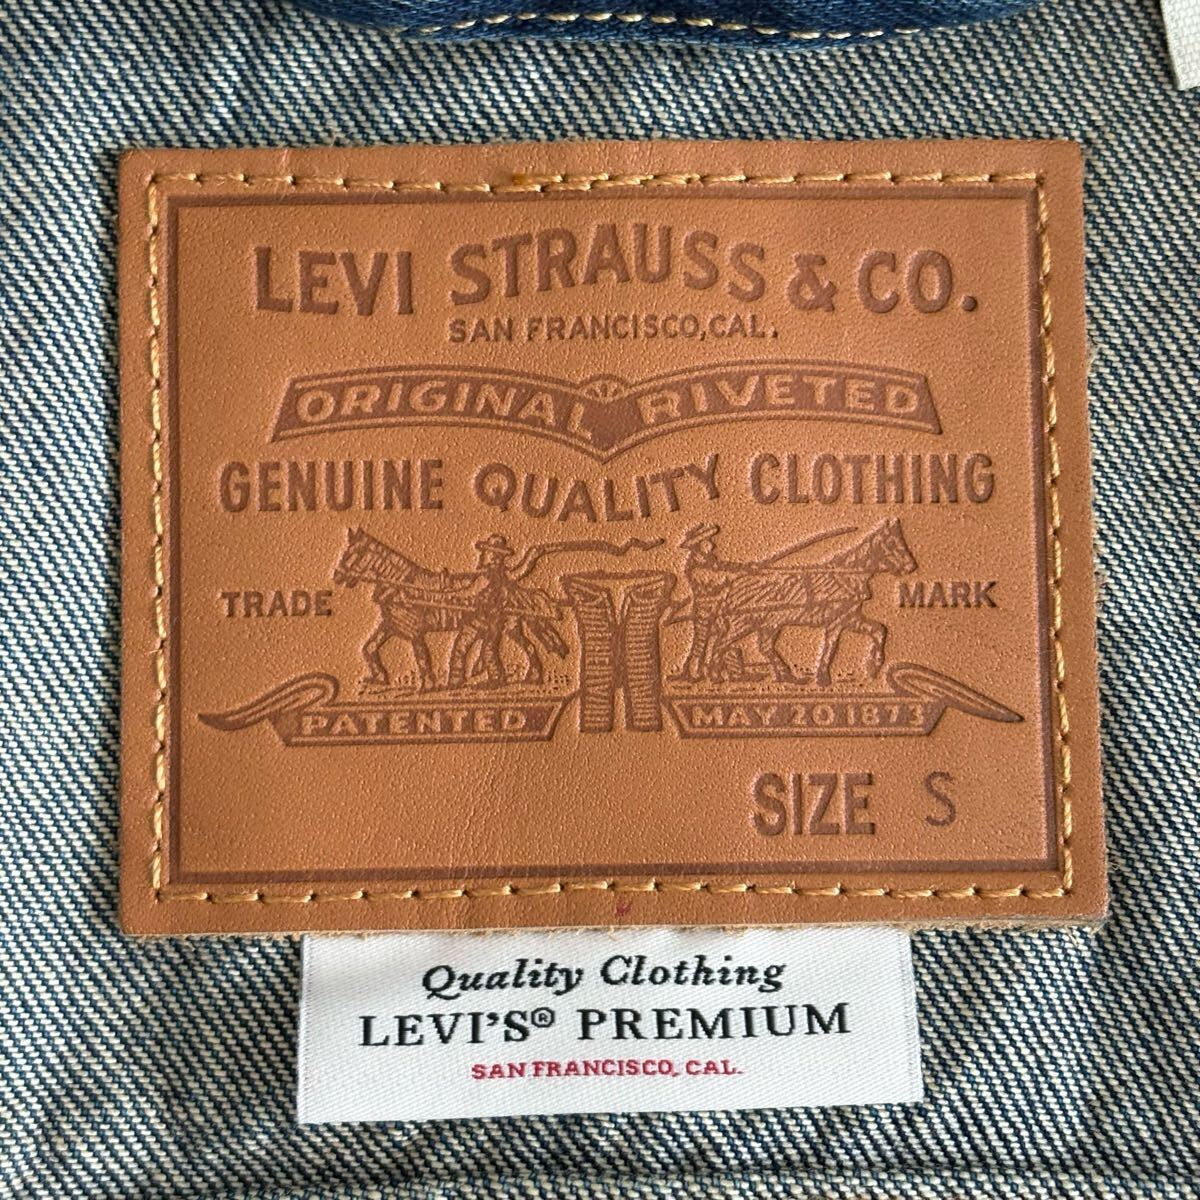 LEVI STRAUSS & CO.
SAN FRANCISCO, CAL.
ORIGINAL RIVETED
GENUINE QUALITY CLOTHING
TRADE MARK
PATENTED MAY 20 1873
SIZE S
Quality Clothing
LEVI'S® PREMIUM
SAN FRANCISCO, CAL.